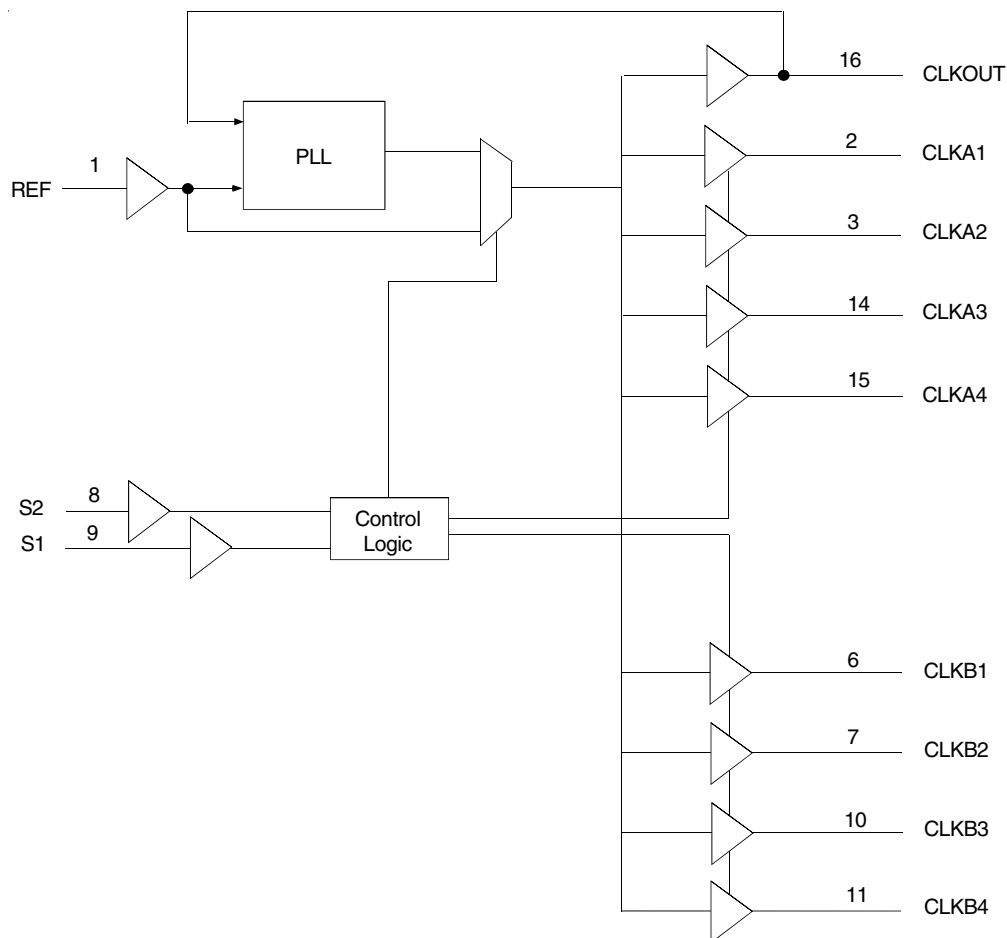 16 CLKOUT
PLL
2 CLKA1
1
REF
3 CLKA2
14 CLKA3
15 CLKA4
S2 8
S1 9
Control
Logic
6 CLKB1
7 CLKB2
10 CLKB3
11 CLKB4